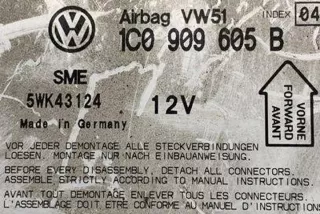 Airbag VW51 INDEX 04
1C0 909 605 B
SME
5WK43124 12V
Made in Germany
VORNE
FORWARD
AVANT
VOR JEDER DEMONTAGE ALLE STECKVERBINDUNGEN
LOESEN. MONTAGE NUR NACH EINBAUANWEISUNG.
BEFORE EVERY DISASSEMBLY, DETACH ALL CONNECTORS.
ASSEMBLE STRICTLY ACCORDING TO MANUAL INSTRUCTIONS.
AVANT TOUT DEMONTAGE ENLEVER TOUS LES CONNECTEURS.
L'ASSEMBLAGE DOIT ETRE CONFORME AU MANUEL D'INSTRUCTIONS